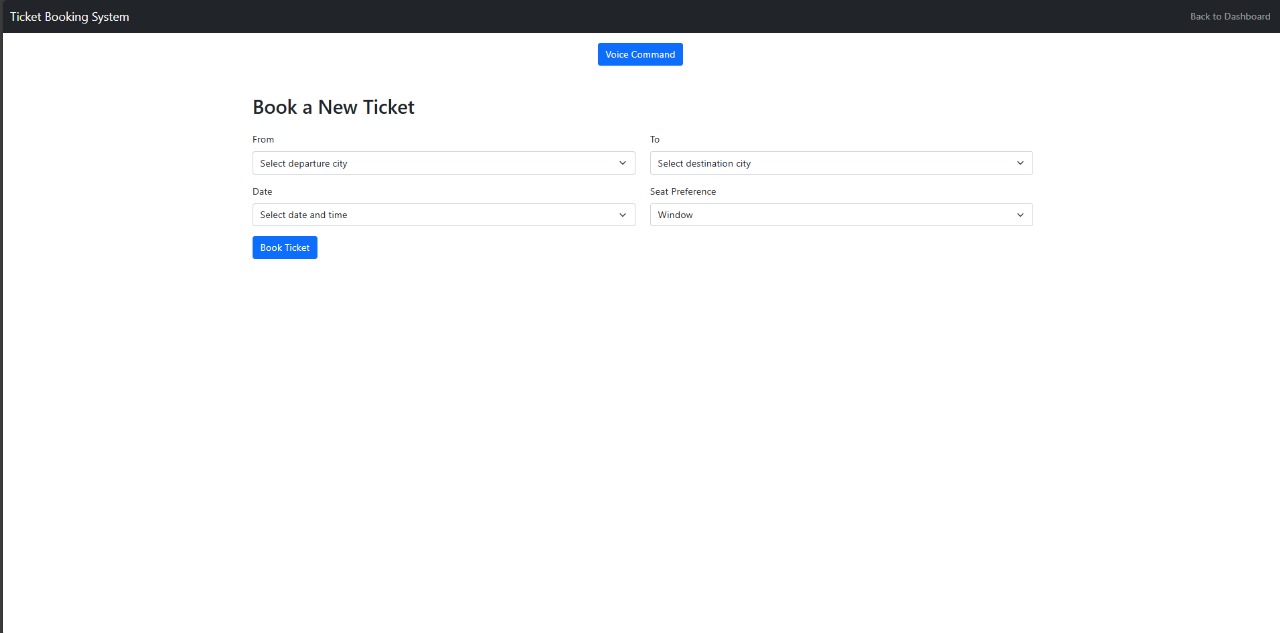 Ticket Booking System
Back to Dashboard
Voice Command
Book a New Ticket
From
To
Select departure city
Select destination city
Date
Seat Preference
Select date and time
Window
Book Ticket